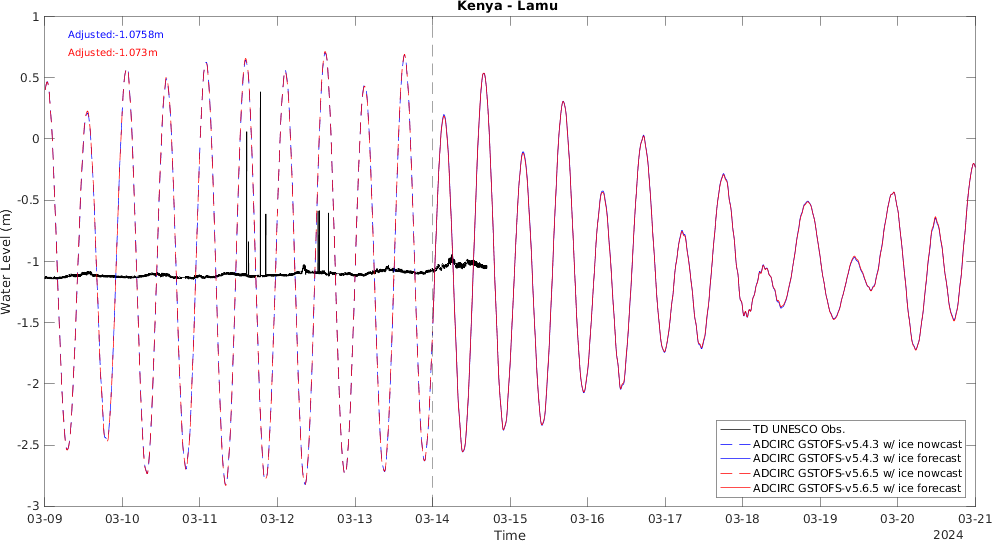 Kenya - Lamu
Adjusted:-1.0758m
Adjusted:-1.073m
Water Level (m)
1
0.5
0
-0.5
-1
-1.5
-2
-2.5
-3
TD UNESCO Obs.
ADCIRC GSTOFS-v5.4.3 w/ ice nowcast
ADCIRC GSTOFS-v5.4.3 w/ ice forecast
ADCIRC GSTOFS-v5.6.5 w/ ice nowcast
ADCIRC GSTOFS-v5.6.5 w/ ice forecast
03-09 03-10 03-11 03-12 03-13 03-14 03-15 03-16 03-17 03-18 03-19 03-20 03-21
Time
2024